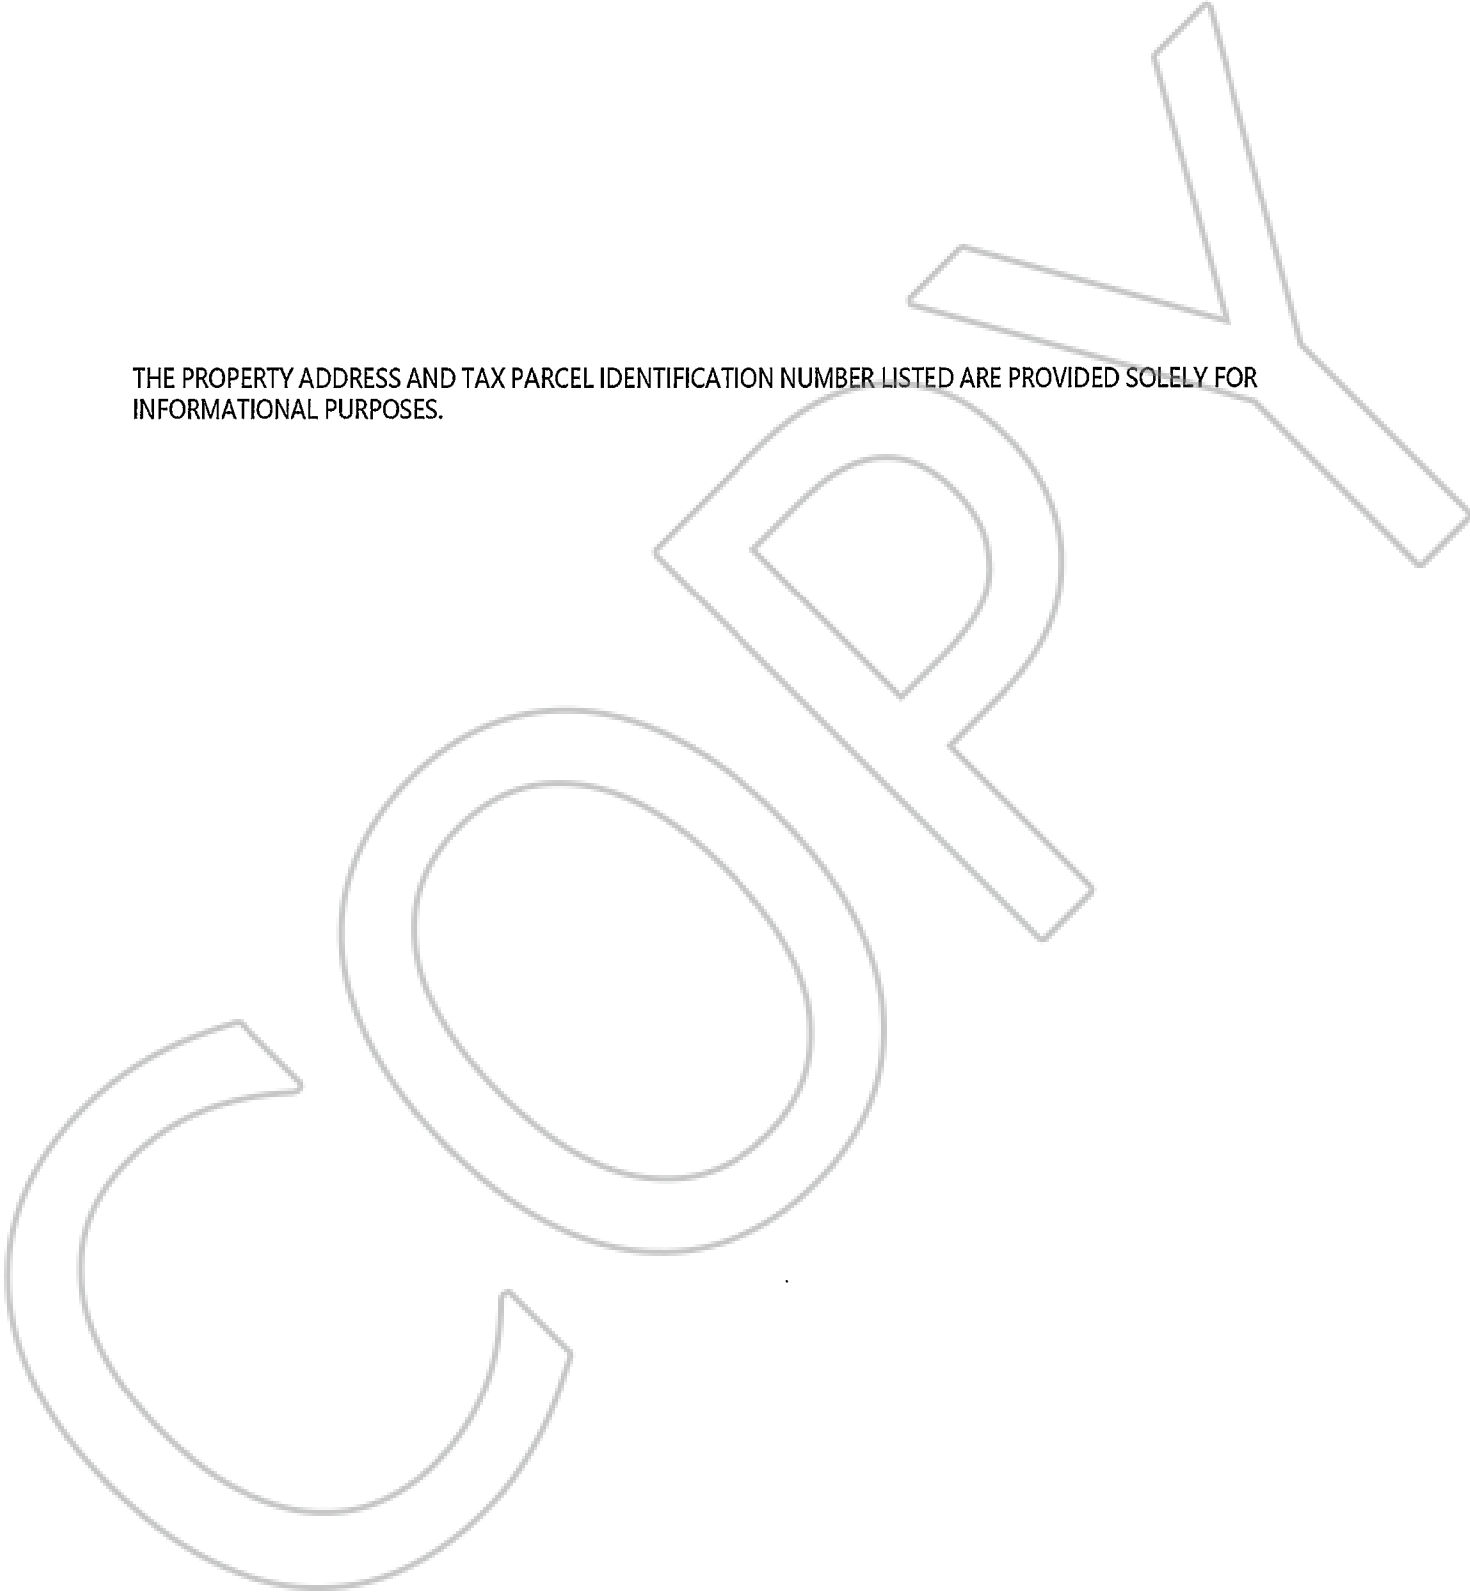 THE PROPERTY ADDRESS AND TAX PARCEL IDENTIFICATION NUMBER LISTED ARE PROVIDED SOLELY FOR
INFORMATIONAL PURPOSES.
COPY